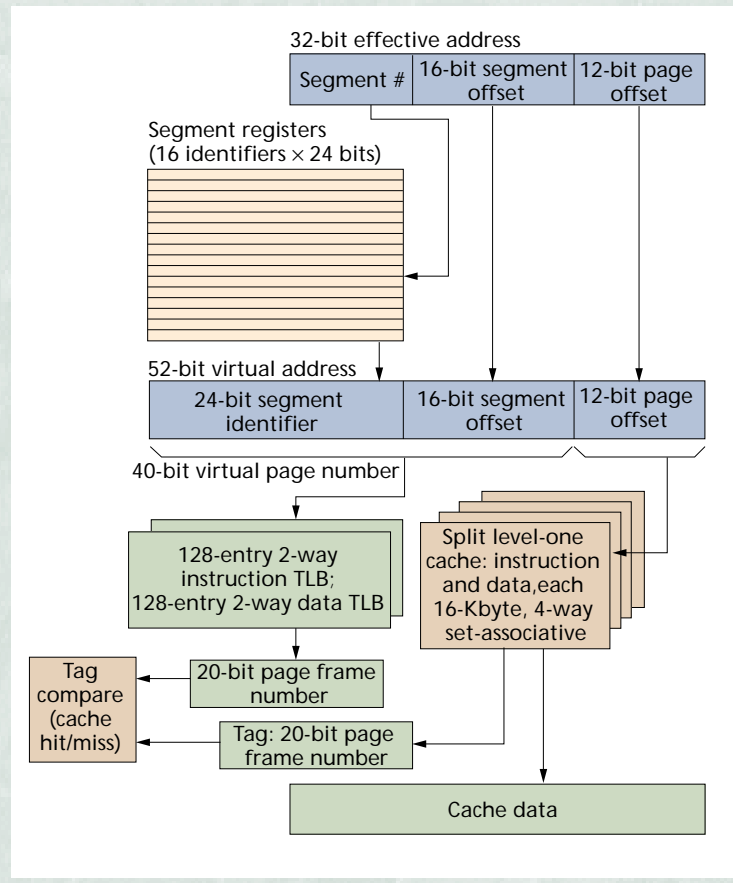 32-bit effective address
Segment #
16-bit segment
offset
12-bit page
offset
Segment registers
(16 identifiers × 24 bits)
52-bit virtual address
24-bit segment
identifier
16-bit segment
offset
12-bit page
offset
40-bit virtual page number
128-entry 2-way
instruction TLB;
128-entry 2-way data TLB
Split level-one
cache: instruction
and data,each
16-Kbyte, 4-way
set-associative
Tag
compare
(cache
hit/miss)
20-bit page frame
number
Tag: 20-bit page
frame number
Cache data